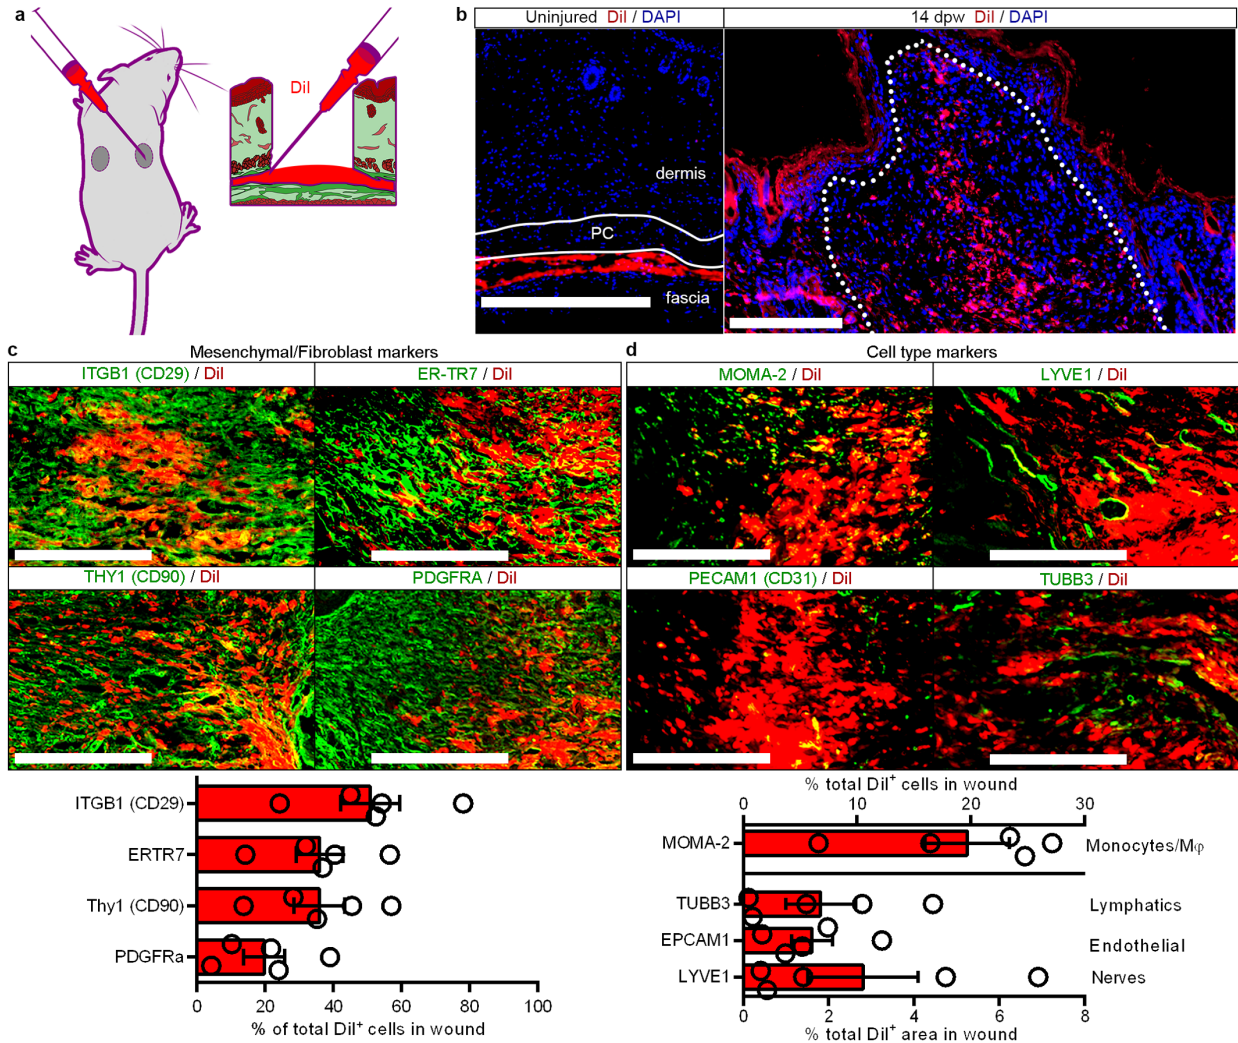 a
DiI
b
Uninjured DiI / DAPI
14 dpw DiI / DAPI
dermis
PC
fascia
c
Mesenchymal/Fibroblast markers
ITGB1 (CD29) / DiI
ER-TR7 / DiI
THY1 (CD90) / DiI
PDGFRA / DiI
ITGB1 (CD29)
ERTR7
Thy1 (CD90)
PDGFRa
0 20 40 60 80 100
% of total DiI+ cells in wound
d
Cell type markers
MOMA-2 / DiI
LYVE1 / DiI
PECAM1 (CD31) / DiI
TUBB3 / DiI
% total DiI+ cells in wound
0 10 20 30
MOMA-2 Monocytes/Mφ
TUBB3 Lymphatics
EPCAM1 Endothelial
LYVE1 Nerves
0 2 4 6 8
% total DiI+ area in wound